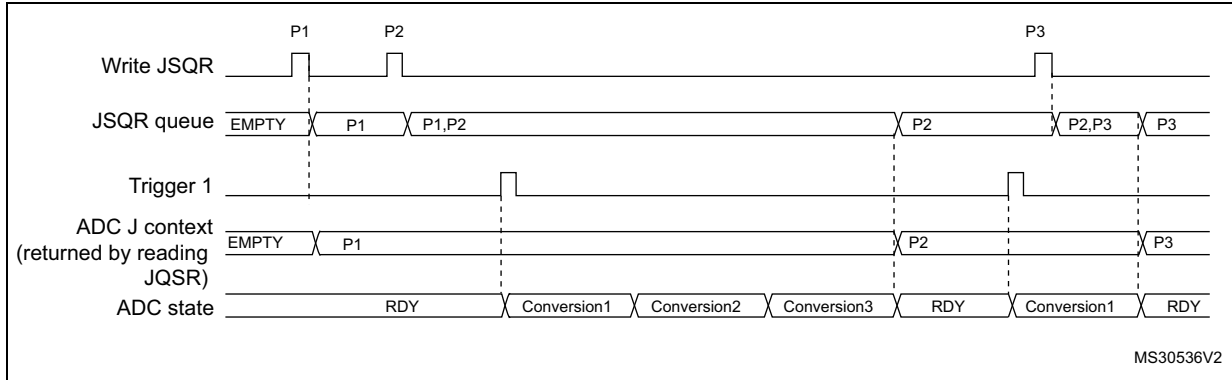 P1 P2 P3
Write JSQR
JSQR queue EMPTY P1 P1,P2 P2 P2,P3 P3
Trigger 1
ADC J context
(returned by reading
JQSR)
EMPTY P1 P2 P3
ADC state RDY Conversion1 Conversion2 Conversion3 RDY Conversion1 RDY
MS30536V2